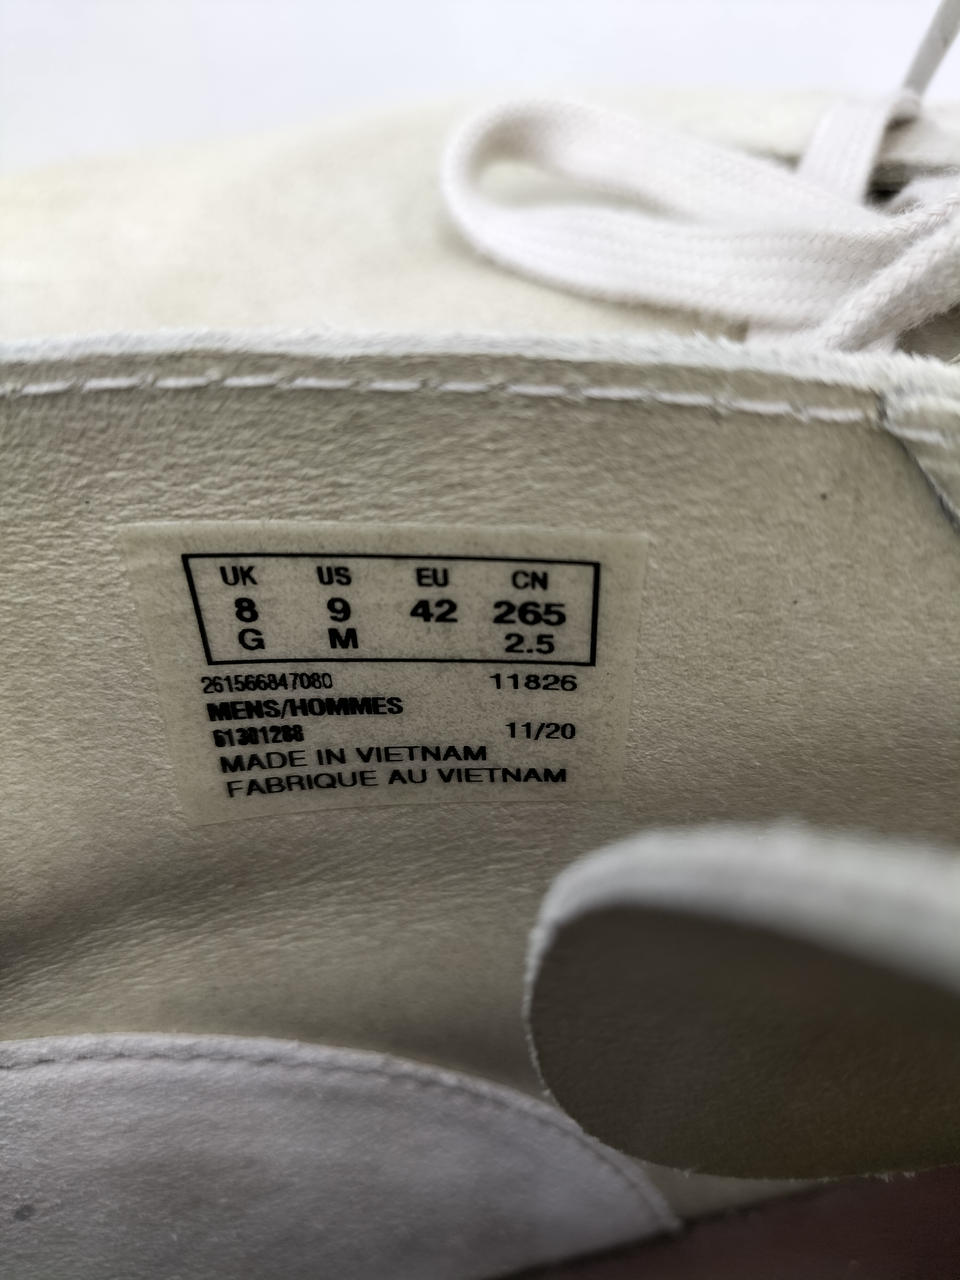 UK US EU CN
8 9 42 265
G M 2.5
261566847080 11826
MENS/HOMMES
11/20
MADE IN VIETNAM
FABRIQUE AU VIETNAM